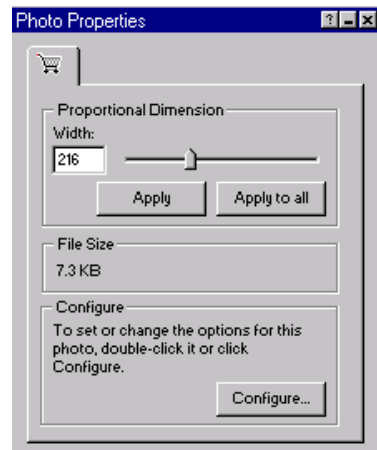 Photo Properties
Proportional Dimension
Width:
216
Apply Apply to all
File Size
7.3 KB
Configure
To set or change the options for this
photo, double-click it or click
Configure.
Configure...